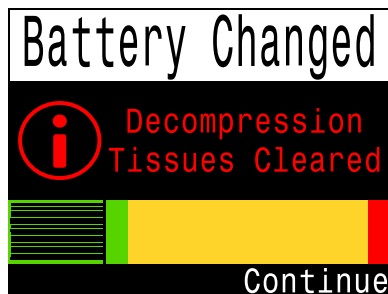 Battery Changed
Decompression
Tissues Cleared
Continue